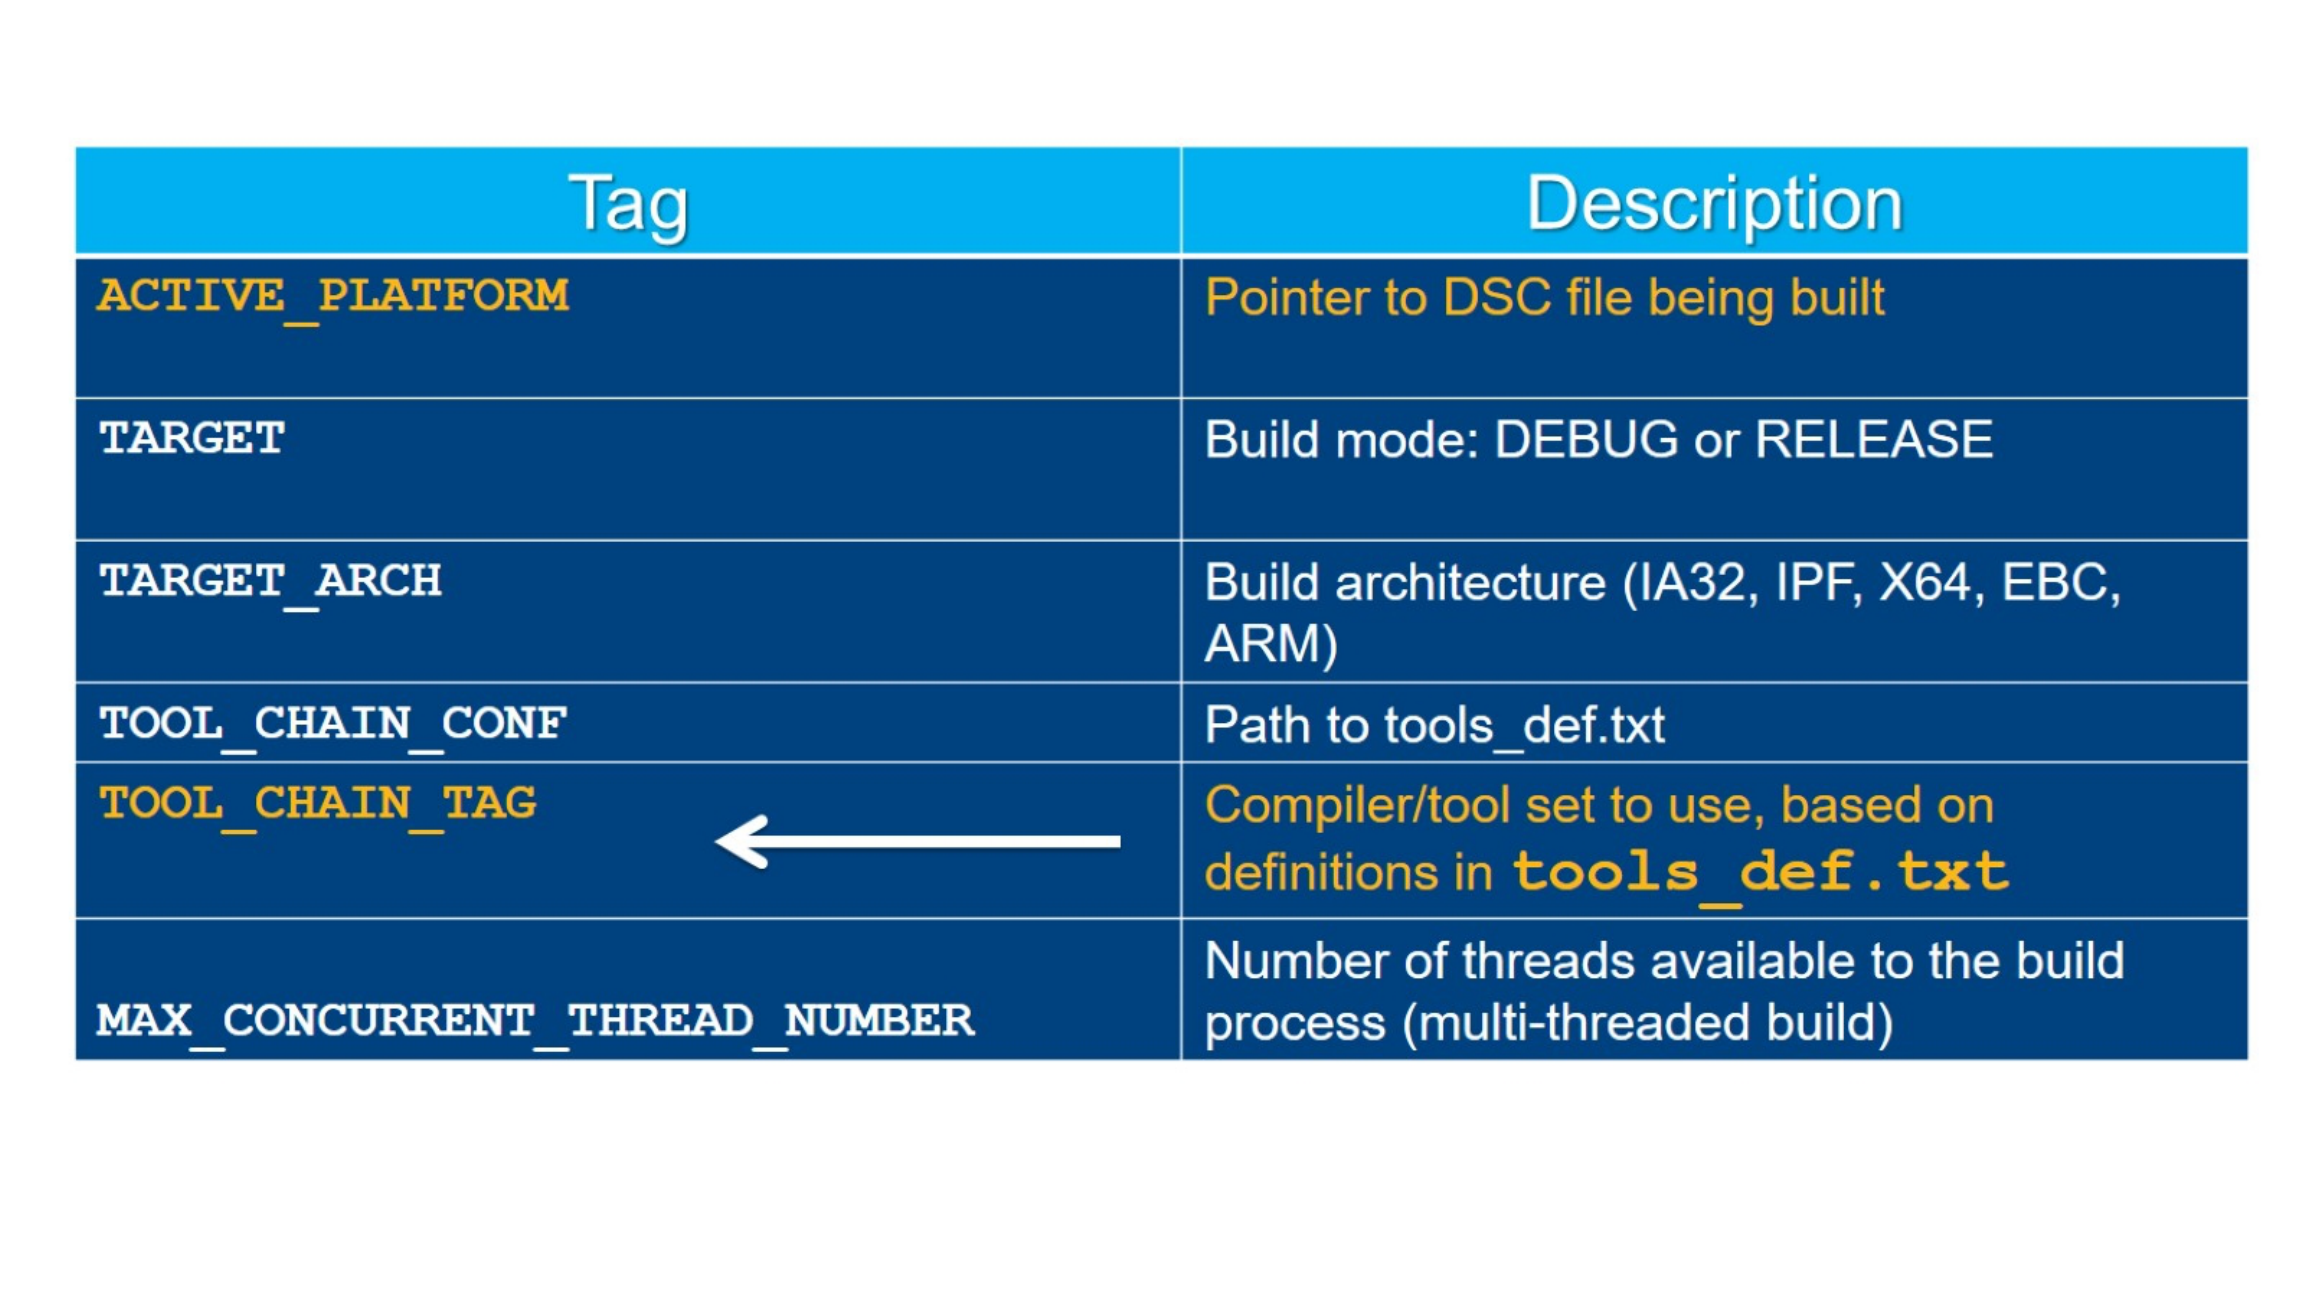 Tag
Description
ACTIVE_PLATFORM
Pointer to DSC file being built
TARGET
Build mode: DEBUG or RELEASE
TARGET_ARCH
Build architecture (IA32, IPF, X64, EBC,
ARM)
TOOL_CHAIN_CONF
Path to tools_def.txt
TOOL_CHAIN_TAG
Compiler/tool set to use, based on
definitions in tools_def.txt
MAX_CONCURRENT_THREAD_NUMBER
Number of threads available to the build
process (multi-threaded build)